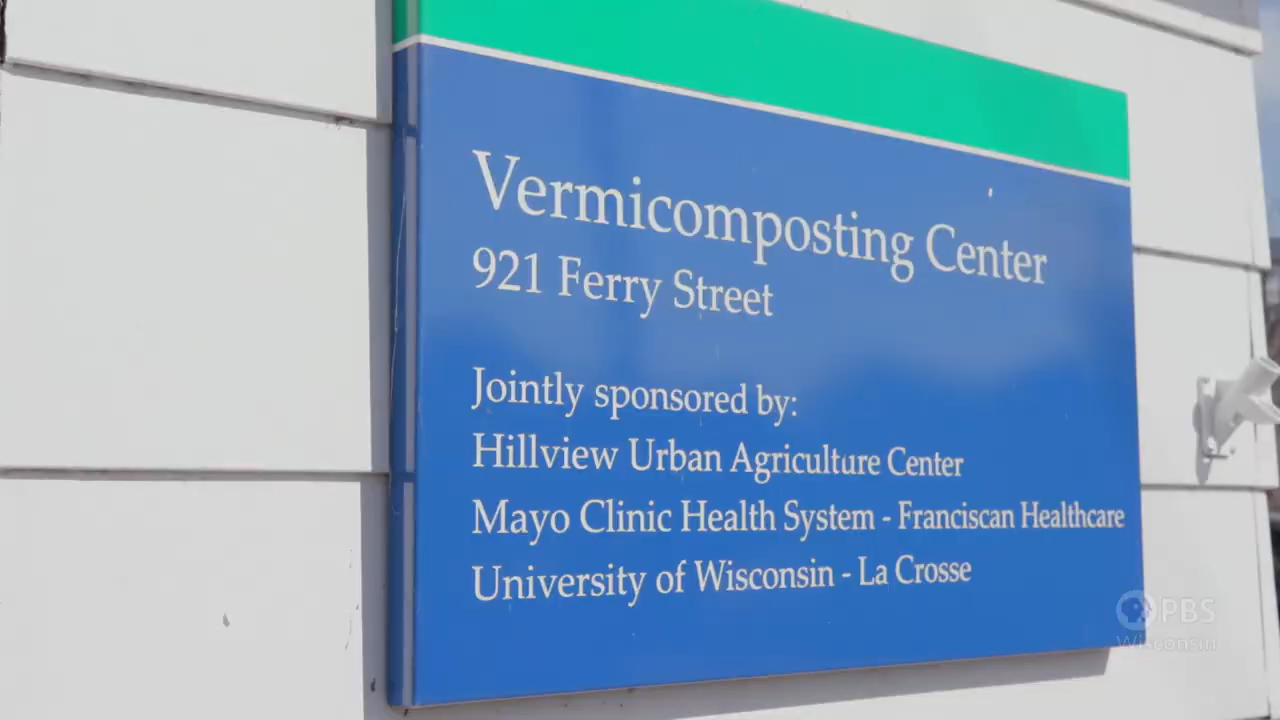 Vermicomposting Center
921 Ferry Street
Jointly sponsored by:
Hillview Urban Agriculture Center
Mayo Clinic Health System - Franciscan Healthcare
University of Wisconsin - La Crosse
PBS
Wisconsin